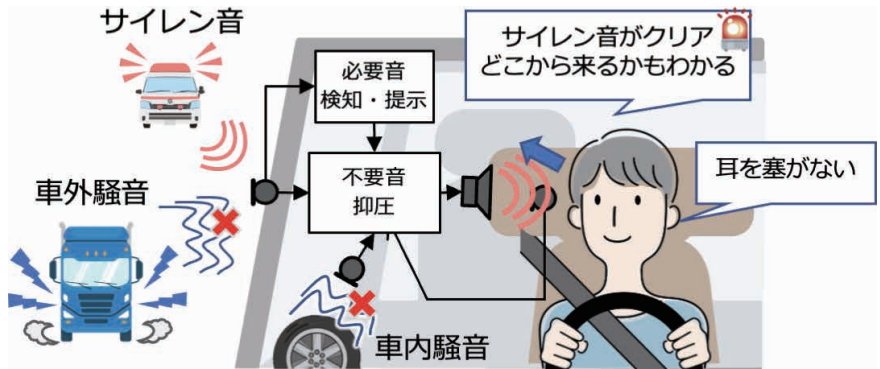 サイレン音
サイレン音がクリア
どこから来るかもわかる
必要音
検知・提示
耳を塞がない
車外騒音
不要音
抑圧
車内騒音